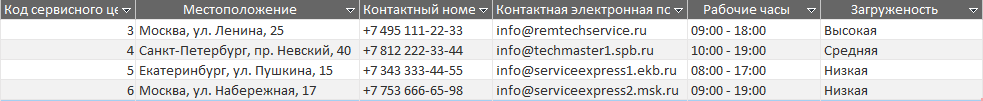 Код сервисного це Местоположение Контактный номе Контактная электронная по Рабочие часы Загруженость
3 Москва, ул. Ленина, 25 +7 495 111-22-33 info@remtechservice.ru 09:00 - 18:00 Высокая
4 Санкт-Петербург, пр. Невский, 40 +7 812 222-33-44 info@techmaster1.spb.ru 10:00 - 19:00 Средняя
5 Екатеринбург, ул. Пушкина, 15 +7 343 333-44-55 info@serviceexpress1.ekb.ru 08:00 - 17:00 Низкая
6 Москва, ул. Набережная, 17 +7 753 666-65-98 info@serviceexpress2.msk.ru 09:00 - 19:00 Низкая